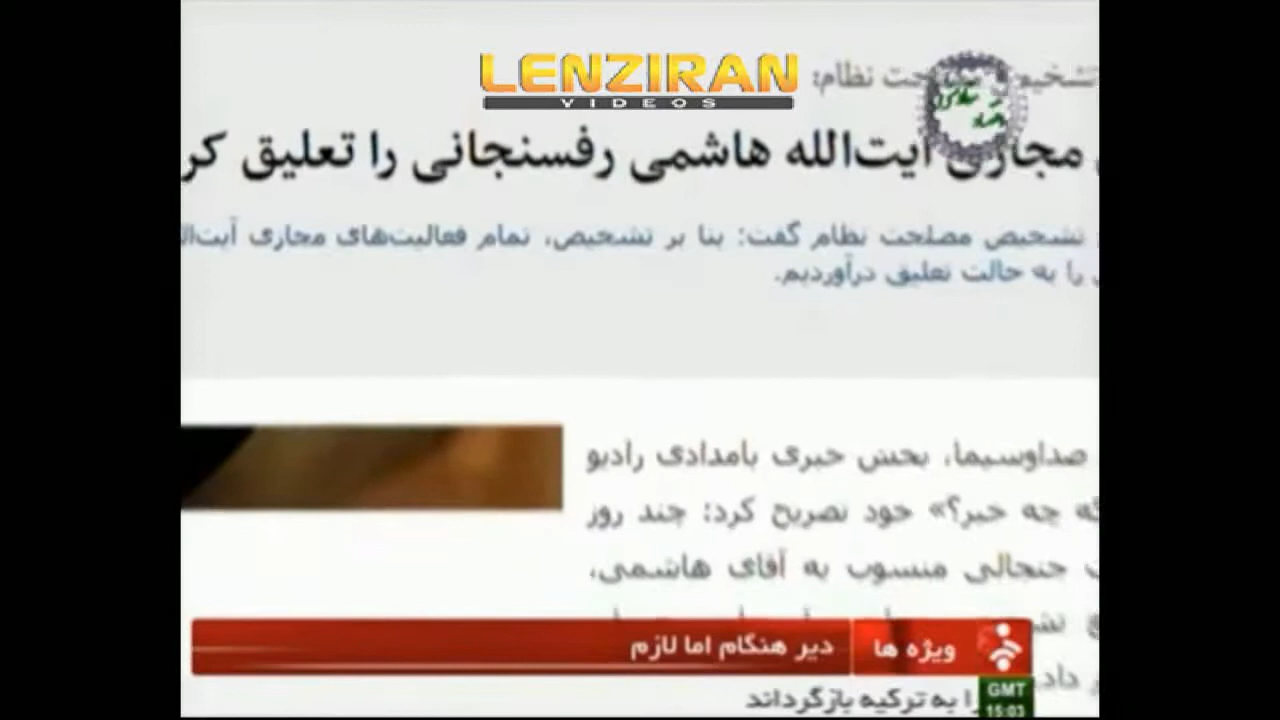 LENZIRAN
VIDEOS
نظام:
مجازی آیت‌الله هاشمی رفسنجانی را تعلیق کر
تشخیص مصلحت نظام گفت: بنا بر تشخیص، تمام فعالیت‌های مجازی آیت‌ال
را به حالت تعلیق درآوردیم.
صداوسیما، بخش خبری بامدادی رادیو
چه خبر؟» خود تصریح کرد: چند روز
جنجالی منسوب به آقای هاشمی،
ویژه ها
دیر هنگام اما لازم
را به ترکیه بازگرداند
GMT
15:03